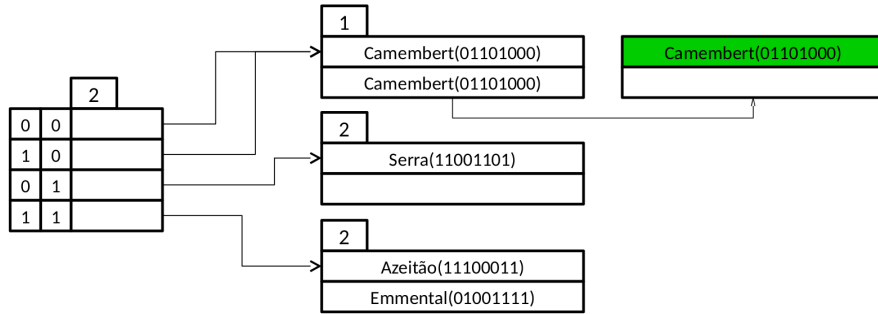 1
Camembert(01101000)
Camembert(01101000)
Camembert(01101000)
2
0 0
1 0
0 1
1 1
2
Serra(11001101)
2
Azeitão(11100011)
Emmental(01001111)